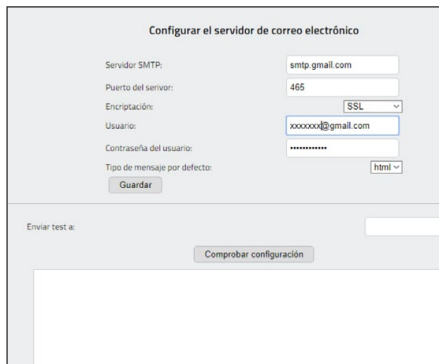 Configurar el servidor de correo electrónico
Servidor SMTP: smtp.gmail.com
Puerto del serivor: 465
Encriptación: SSL
Usuario: xxxxxxx@gmail.com
Contraseña del usuario: ••••••••••••
Tipo de mensaje por defecto: html
Guardar
Enviar test a:
Comprobar configuración